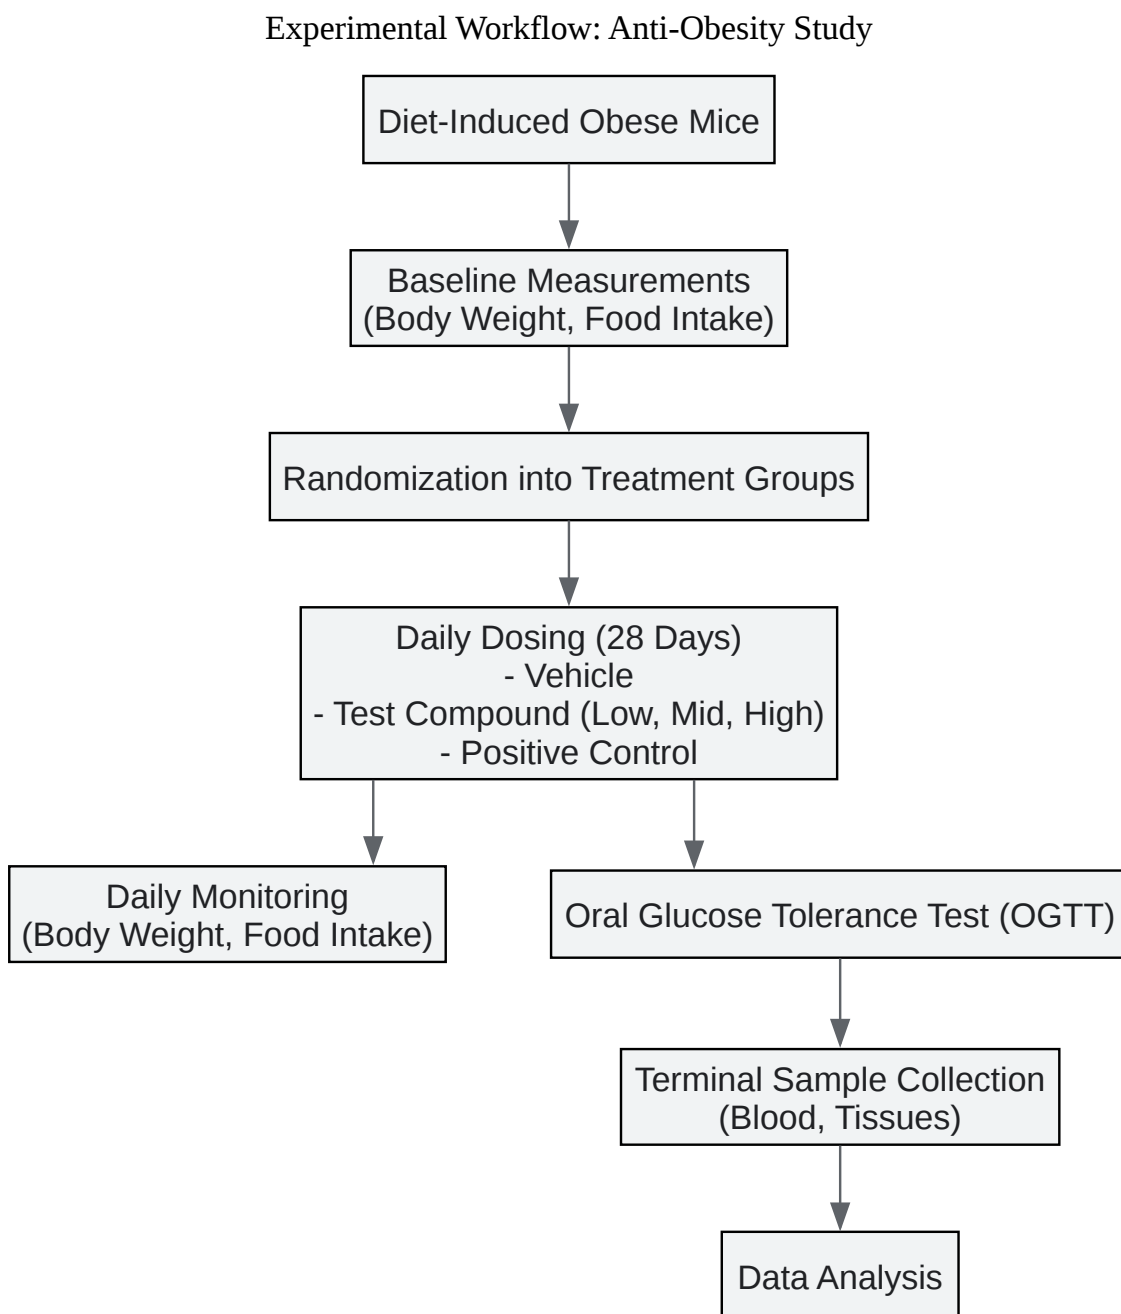 Experimental Workflow: Anti-Obesity Study
Diet-Induced Obese Mice
Baseline Measurements
(Body Weight, Food Intake)
Randomization into Treatment Groups
Daily Dosing (28 Days)
- Vehicle
- Test Compound (Low, Mid, High)
- Positive Control
Daily Monitoring
(Body Weight, Food Intake)
Oral Glucose Tolerance Test (OGTT)
Terminal Sample Collection
(Blood, Tissues)
Data Analysis